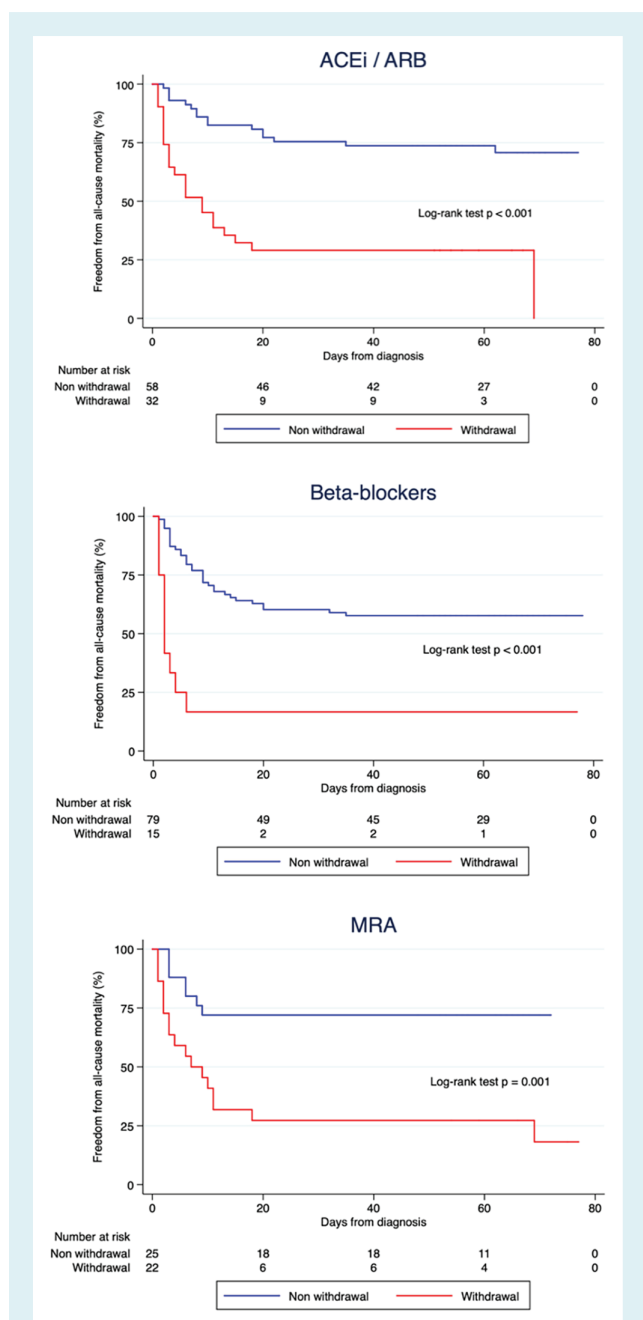 ACEi / ARB
Freedom from all-cause mortality (%)
100
75
50
25
0
Log-rank test p < 0.001
0 20 40 60 80
Days from diagnosis
Number at risk
Non withdrawal 58 46 42 27 0
Withdrawal 32 9 9 3 0
Non withdrawal Withdrawal
Beta-blockers
Freedom from all-cause mortality (%)
100
75
50
25
0
Log-rank test p < 0.001
0 20 40 60 80
Days from diagnosis
Number at risk
Non withdrawal 79 49 45 29 0
Withdrawal 15 2 2 1 0
Non withdrawal Withdrawal
MRA
Freedom from all-cause mortality (%)
100
75
50
25
0
Log-rank test p = 0.001
0 20 40 60 80
Days from diagnosis
Number at risk
Non withdrawal 25 18 18 11 0
Withdrawal 22 6 6 4 0
Non withdrawal Withdrawal